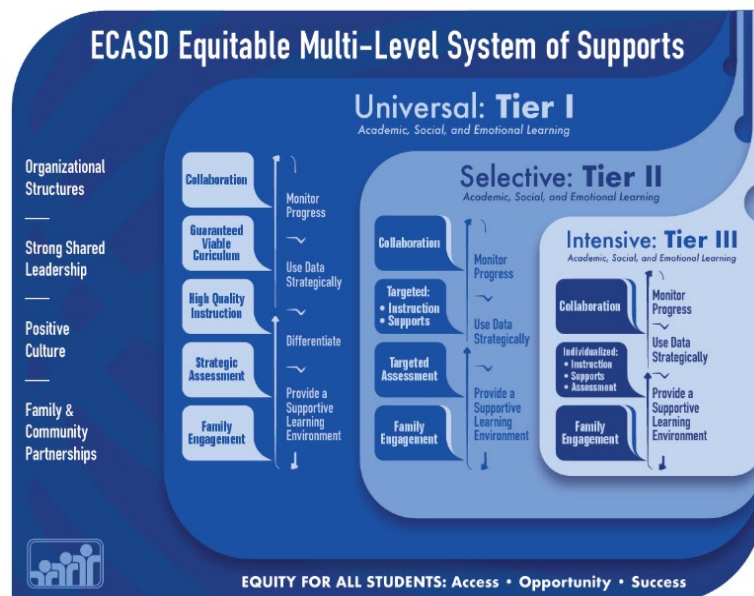 ECASD Equitable Multi-Level System of Supports
Organizational
Structures
Strong Shared
Leadership
Positive
Culture
Family &
Community
Partnerships
Universal: Tier I
Academic, Social, and Emotional Learning
Collaboration
Guaranteed
Viable
Curiculum
High Quality
Instruction
Strategic
Assessment
Family
Engagement
Monitor
Progress
Use Data
Strategically
Differentiate
Provide a
Supportive
Learning
Environment
Selective: Tier II
Academic, Social, and Emotional Learning
Collaboration
Targeted:
• Instruction
• Supports
Targeted
Assessment
Family
Engagement
Monitor
Progress
Use Data
Strategically
Provide a
Supportive
Learning
Environment
Intensive: Tier III
Academic, Social, and Emotional Learning
Collaboration
Individualized:
• Instruction
• Supports
• Assessment
Family
Engagement
Monitor
Progress
Use Data
Strategically
Provide a
Supportive
Learning
Environment
EQUITY FOR ALL STUDENTS: Access • Opportunity • Success